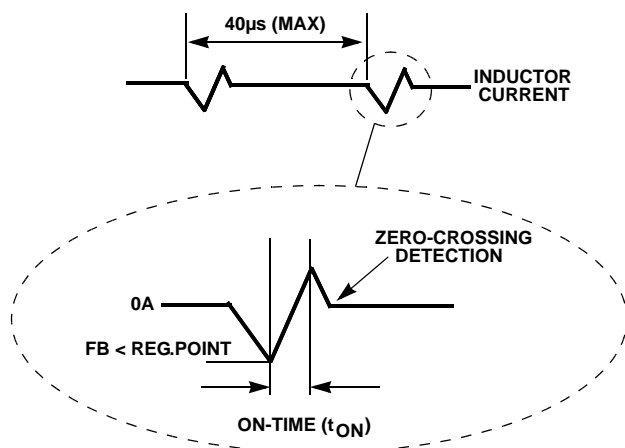 40µs (MAX)
INDUCTOR
CURRENT
ZERO-CROSSING
DETECTION
0A
FB < REG.POINT
ON-TIME (tON)